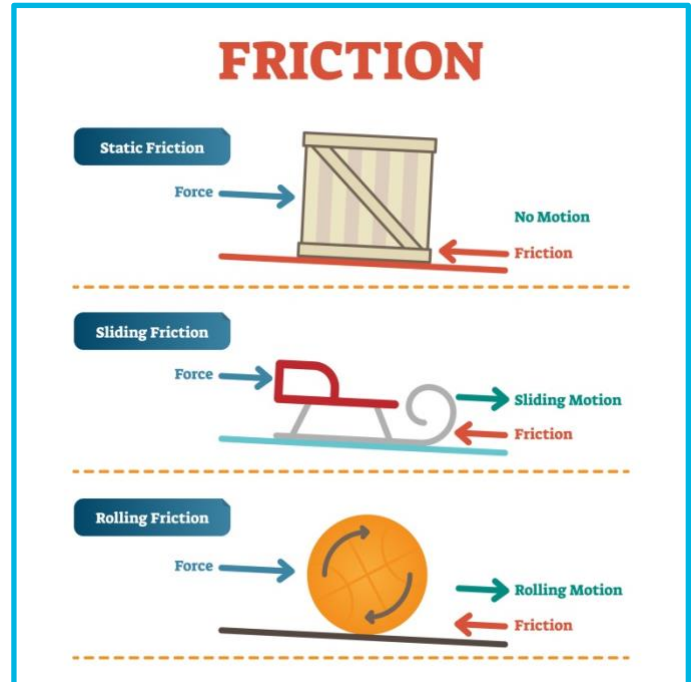 FRICTION
Static Friction
Force
No Motion
Friction
Sliding Friction
Force
Sliding Motion
Friction
Rolling Friction
Force
Rolling Motion
Friction